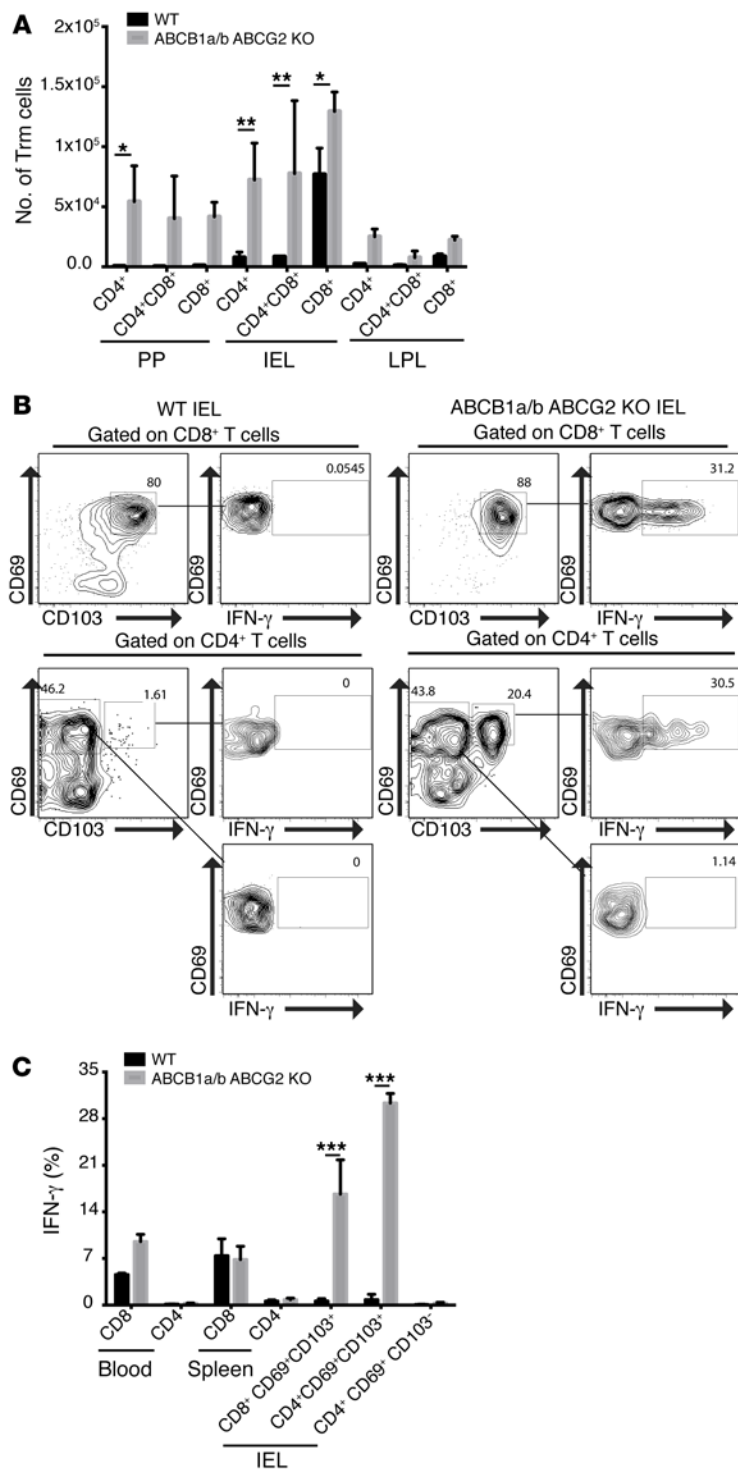 A
WT
ABCB1a/b ABCG2 KO
No. of Trm cells
2x10⁵
1.5x10⁵
1x10⁵
5x10⁴
0.0
CD4⁺
CD4⁺CD8⁺
CD8⁺
CD4⁺
CD4⁺CD8⁺
CD8⁺
CD4⁺
CD4⁺CD8⁺
CD8⁺
* ** ** *
PP IEL LPL
B
WT IEL ABCB1a/b ABCG2 KO IEL
Gated on CD8⁺ T cells Gated on CD8⁺ T cells
80 0.0545 88 31.2
CD69 CD69 CD69 CD69
CD103 IFN-γ CD103 IFN-γ
Gated on CD4⁺ T cells Gated on CD4⁺ T cells
46.2 1.61 0 43.8 20.4 30.5
CD69 CD69 CD69 CD69
CD103 IFN-γ CD103 IFN-γ
0 1.14
CD69 CD69
IFN-γ IFN-γ
C
WT
ABCB1a/b ABCG2 KO
IFN-γ (%)
35
28
21
14
7
0
*** ***
CD8
CD4
CD8
CD4
CD8⁺ CD69⁺CD103⁺
CD4⁺CD69⁺CD103⁺
CD4⁺ CD69⁺ CD103⁻
Blood Spleen
IEL